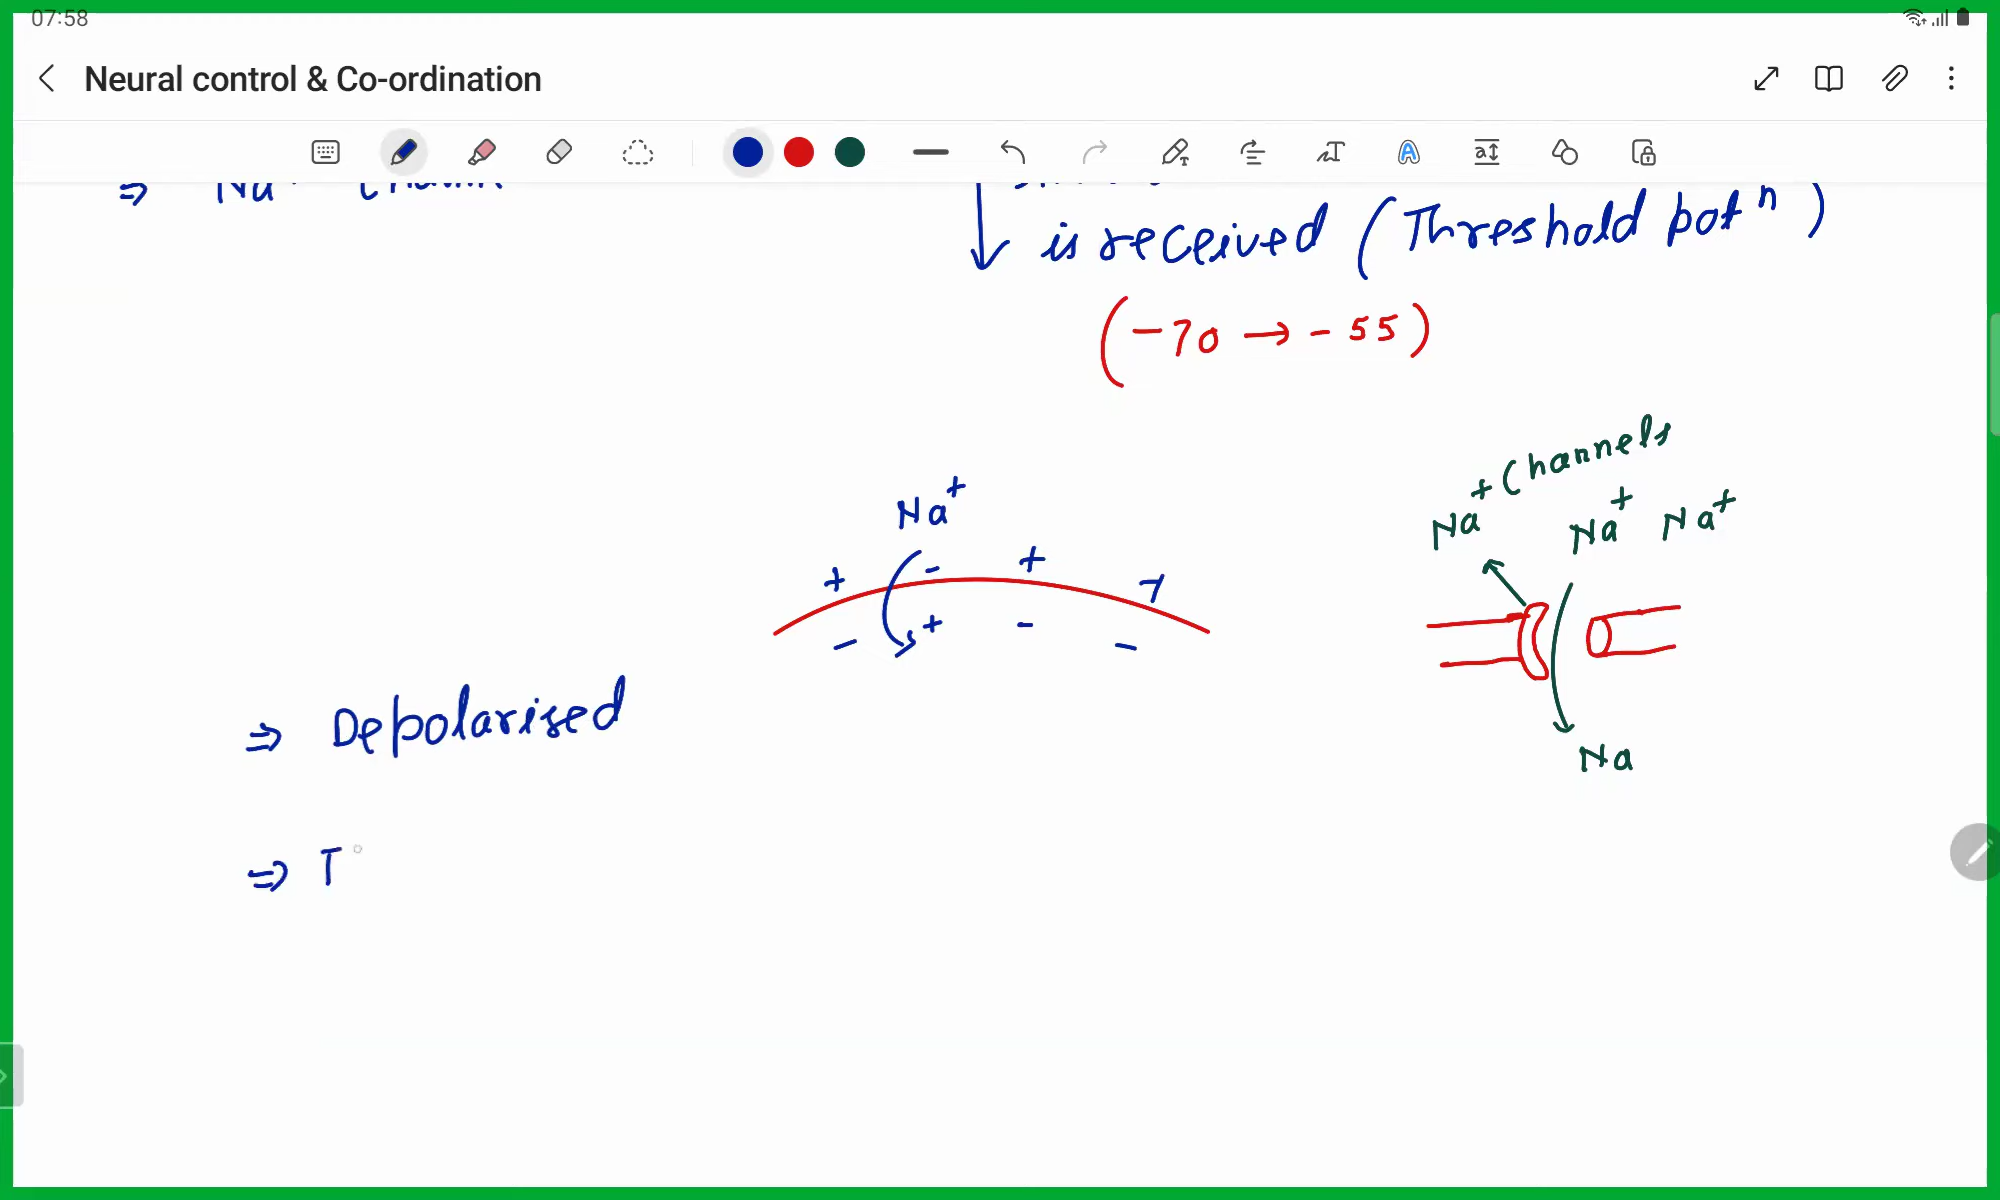 07:58
Neural control & Co-ordination
⇒ Na⁺
is received (Threshold potⁿ)
(-70 → -55)
Na⁺ Channels
Na⁺
Na⁺ Na⁺
+ - + +
- + - -
⇒ Depolarised
Na
⇒ T